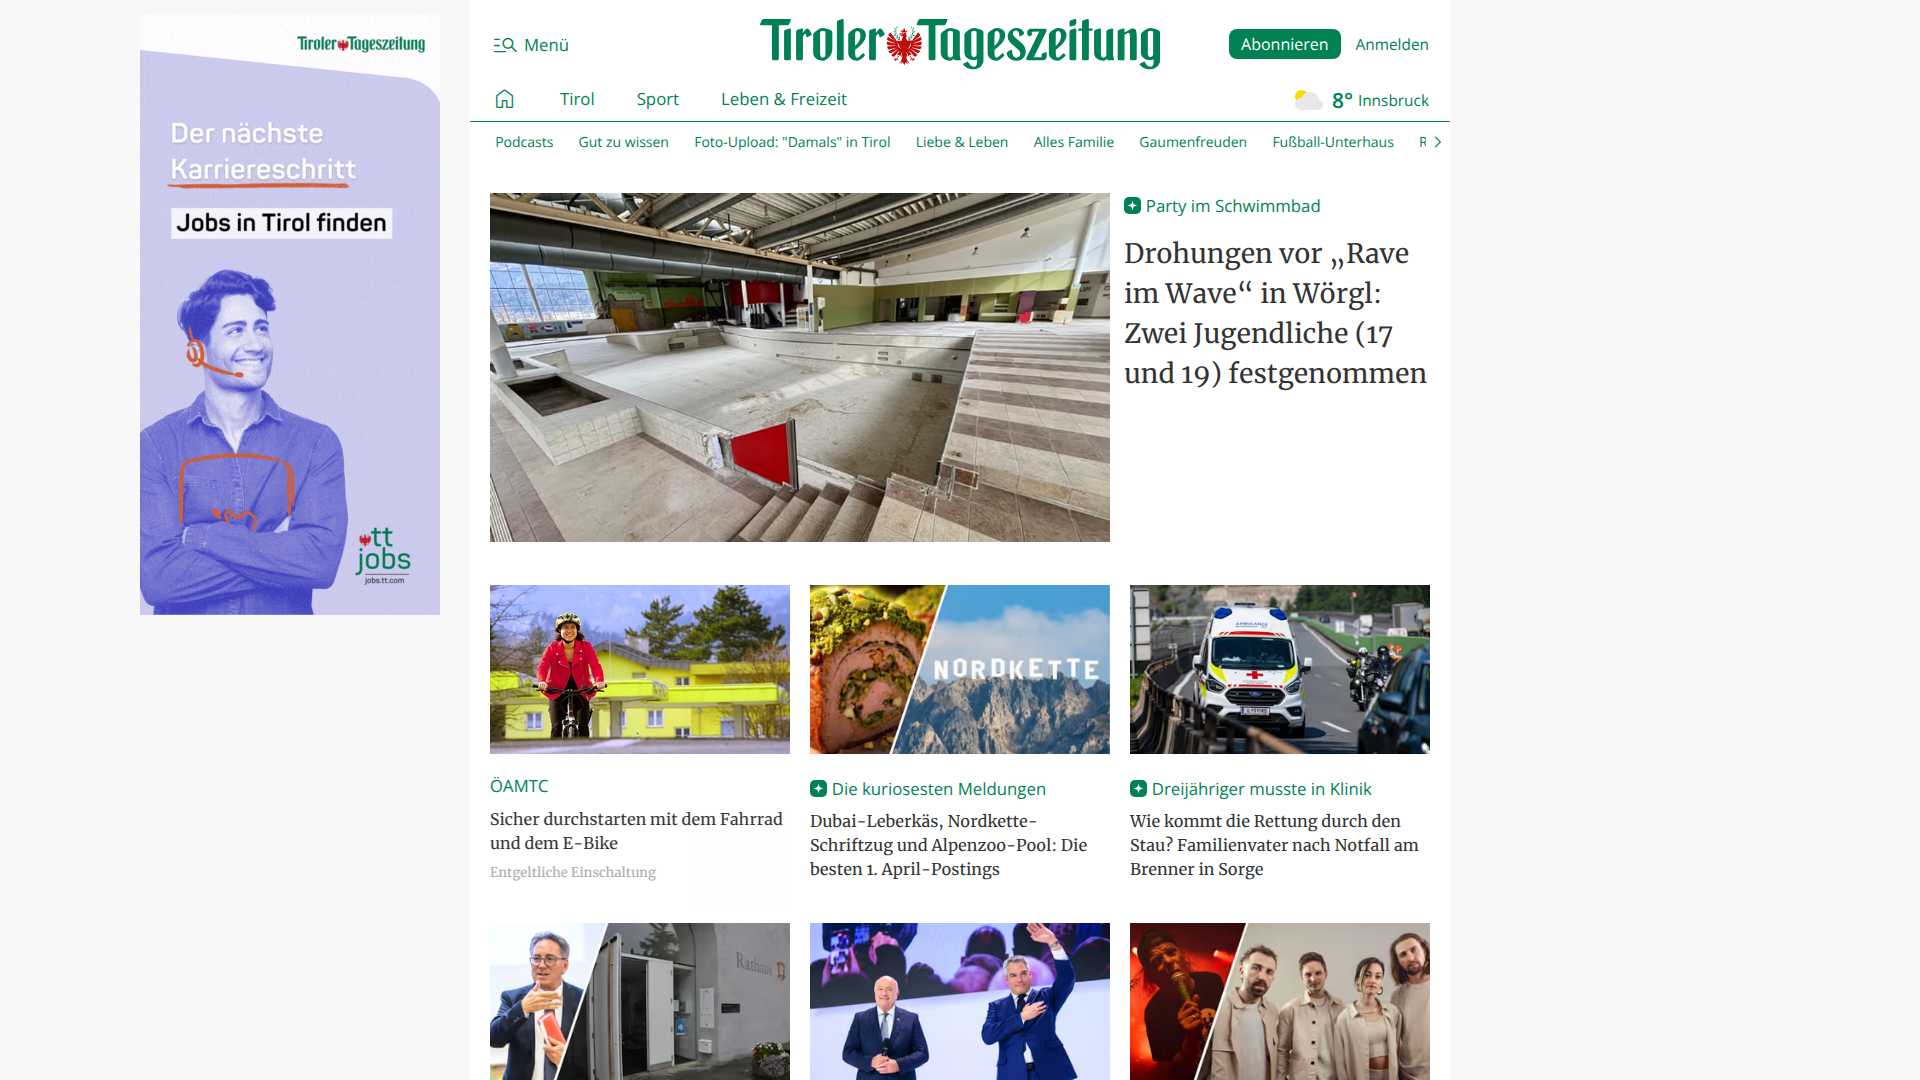 Tiroler Tageszeitung
Der nächste
Karriereschritt
Jobs in Tirol finden
tt
jobs
jobs.tt.com
Menü
Tiroler Tageszeitung
Abonnieren
Anmelden
Tirol
Sport
Leben & Freizeit
8° Innsbruck
Podcasts
Gut zu wissen
Foto-Upload: "Damals" in Tirol
Liebe & Leben
Alles Familie
Gaumenfreuden
Fußball-Unterhaus
Party im Schwimmbad
Drohungen vor „Rave
im Wave“ in Wörgl:
Zwei Jugendliche (17
und 19) festgenommen
NORDKETTE
AMBULANCE
ÖAMTC
Sicher durchstarten mit dem Fahrrad
und dem E-Bike
Entgeltliche Einschaltung
Die kuriosesten Meldungen
Dubai-Leberkäs, Nordkette-
Schriftzug und Alpenzoo-Pool: Die
besten 1. April-Postings
Dreijähriger musste in Klinik
Wie kommt die Rettung durch den
Stau? Familienvater nach Notfall am
Brenner in Sorge
Rathaus